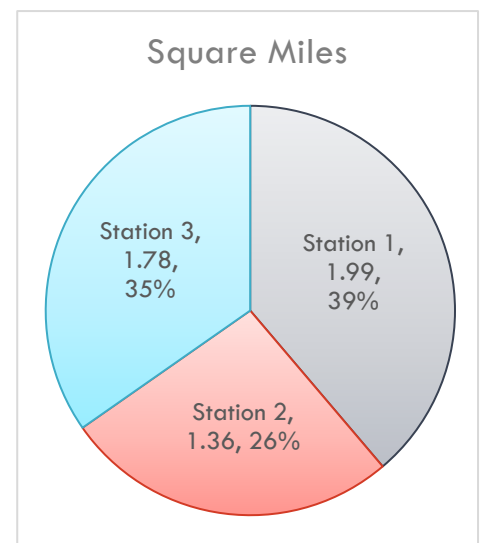 Square Miles
Station 1,
1.99,
39%
Station 2,
1.36, 26%
Station 3,
1.78,
35%